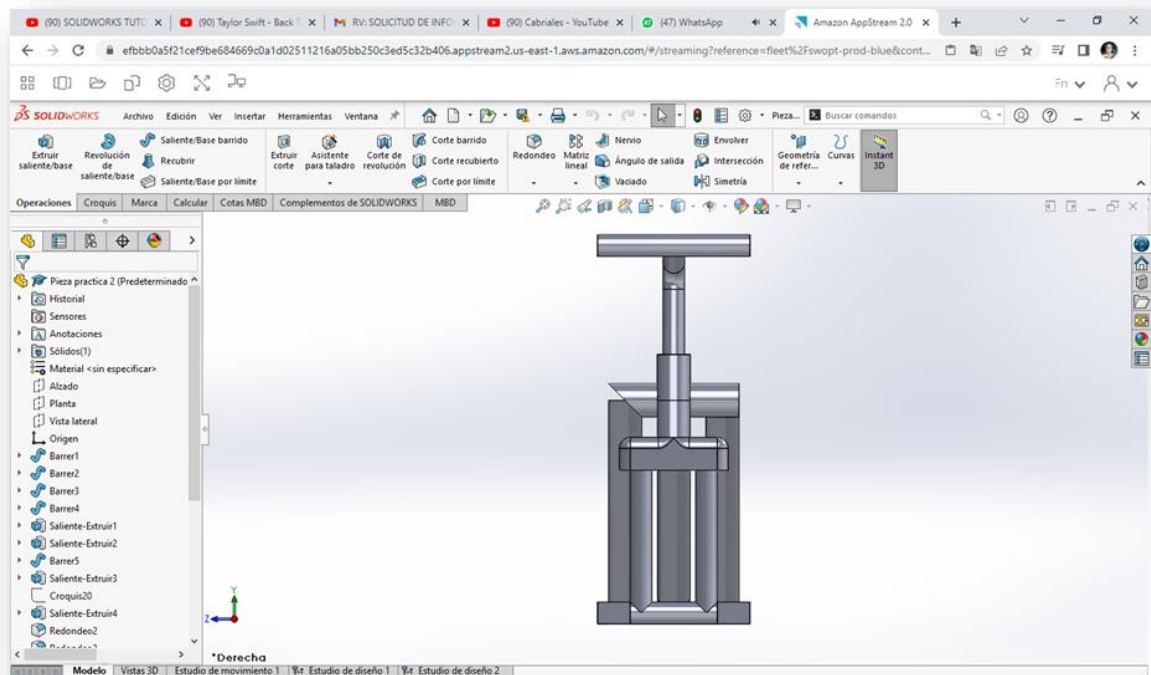 (90) SOLIDWORKS TUTO
(90) Taylor Swift - Back T
RV: SOLICITUD DE INFO
(90) Cabriales - YouTube
(47) WhatsApp
Amazon AppStream 2.0
efbbb0a5f21cef9be684669c0a1d02511216a05bb250c3ed5c32b406.appstream2.us-east-1.aws.amazon.com/#/streaming?reference=fleet%2Fswopt-prod-blue&cont...
En
SOLIDWORKS Archivo Edición Ver Insertar Herramientas Ventana Pieza... Buscar comandos
Extruir saliente/base
Revolución de saliente/base
Saliente/Base barrido
Recubrir
Saliente/Base por límite
Extruir corte
Asistente para taladro
Corte de revolución
Corte barrido
Corte recubierto
Corte por límite
Redondeo
Matriz lineal
Nervio
Ángulo de salida
Vaciado
Envolver
Intersección
Simetría
Geometría de refer...
Curvas
Instant 3D
Operaciones Croquis Marca Calcular Cotas MBD Complementos de SOLIDWORKS MBD
Pieza practica 2 (Predeterminado
Historial
Sensores
Anotaciones
Sólidos(1)
Material <sin especificar>
Alzado
Planta
Vista lateral
Origen
Barrer1
Barrer2
Barrer3
Barrer4
Saliente-Extruir1
Saliente-Extruir2
Barrer5
Saliente-Extruir3
Croquis20
Saliente-Extruir4
Redondeo2
Y
Z
*Derecha
Modelo Vistas 3D Estudio de movimiento 1 Estudio de diseño 1 Estudio de diseño 2